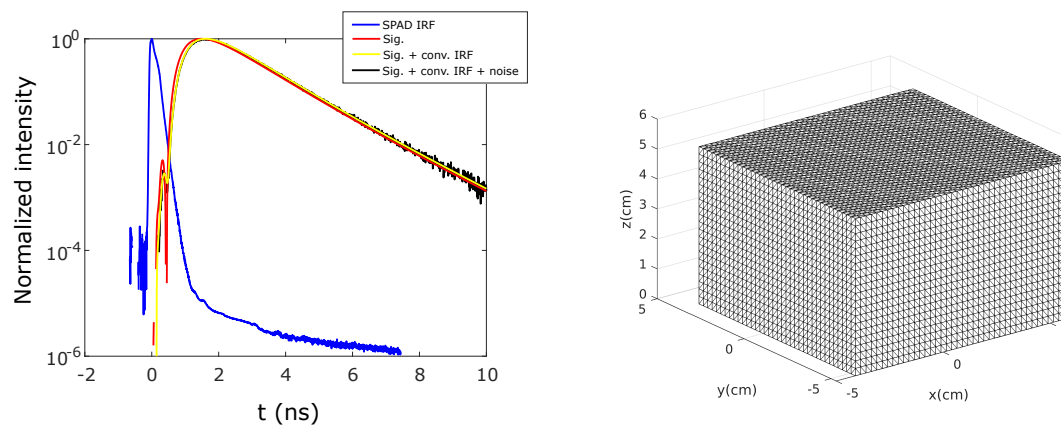 SPAD IRF
Sig.
Sig. + conv. IRF
Sig. + conv. IRF + noise
Normalized intensity
10^0
10^-2
10^-4
10^-6
-2
0
2
4
6
8
10
t (ns)
z(cm)
6
5
4
3
2
1
0
5
0
-5
y(cm)
-5
0
x(cm)